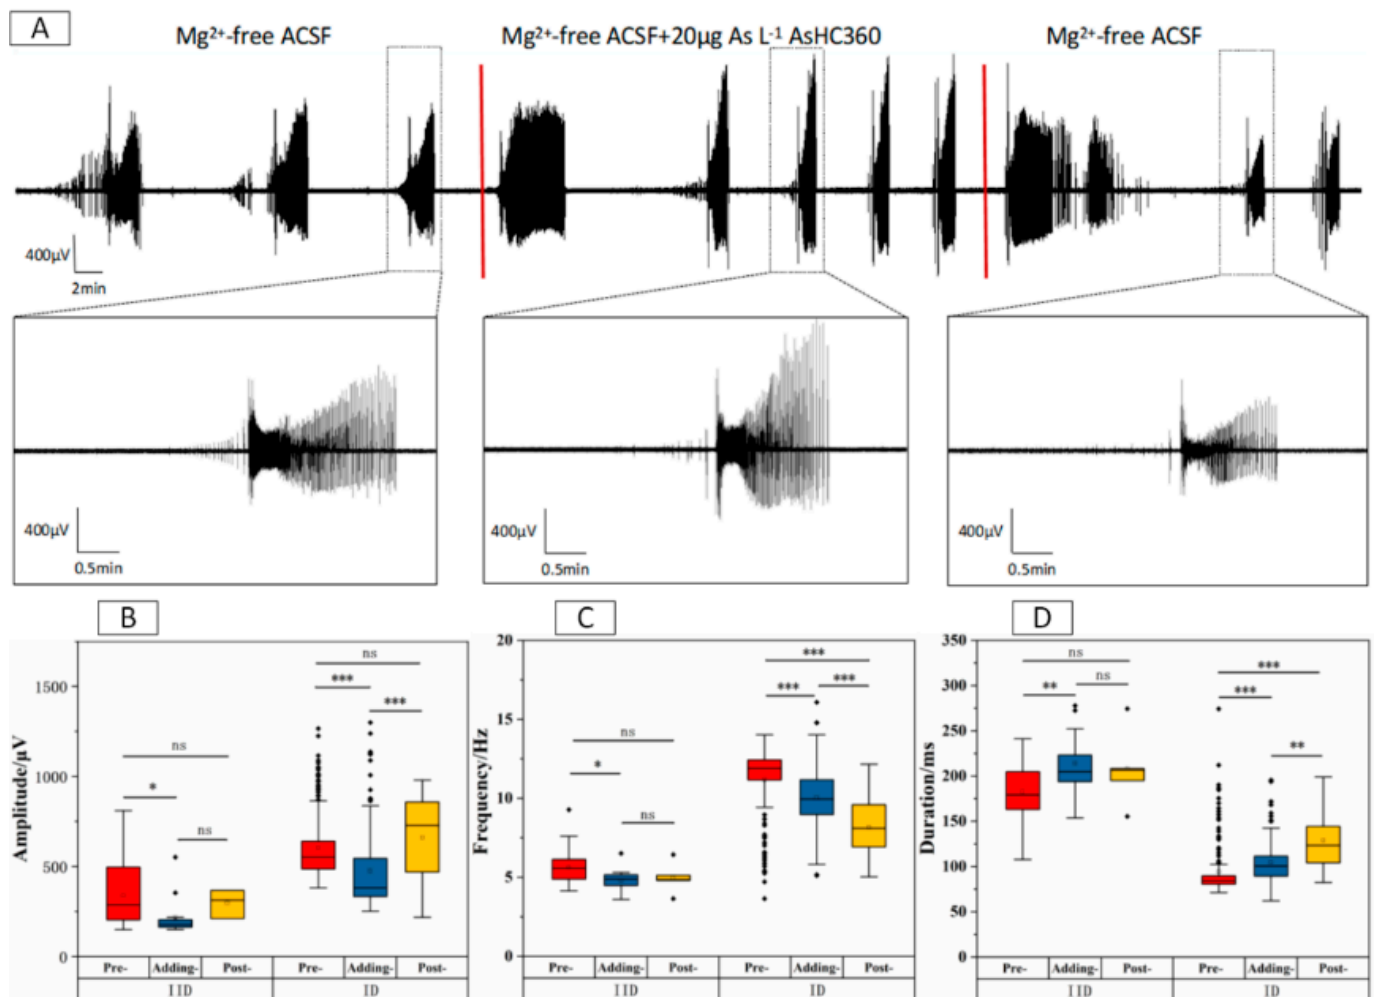 A
Mg²⁺-free ACSF
Mg²⁺-free ACSF+20µg As L⁻¹ AsHC360
Mg²⁺-free ACSF
400µV
2min
400µV
0.5min
400µV
0.5min
400µV
0.5min
B
Amplitude/µV
1500
1000
500
0
ns
*
ns
ns
***
***
Pre- Adding- Post- Pre- Adding- Post-
IID ID
C
Frequency/Hz
20
15
10
5
0
ns
*
ns
***
*** ***
Pre- Adding- Post- Pre- Adding- Post-
IID ID
D
Duration/ms
350
300
250
200
150
100
50
0
ns
** ns
***
***
**
Pre- Adding- Post- Pre- Adding- Post-
IID ID